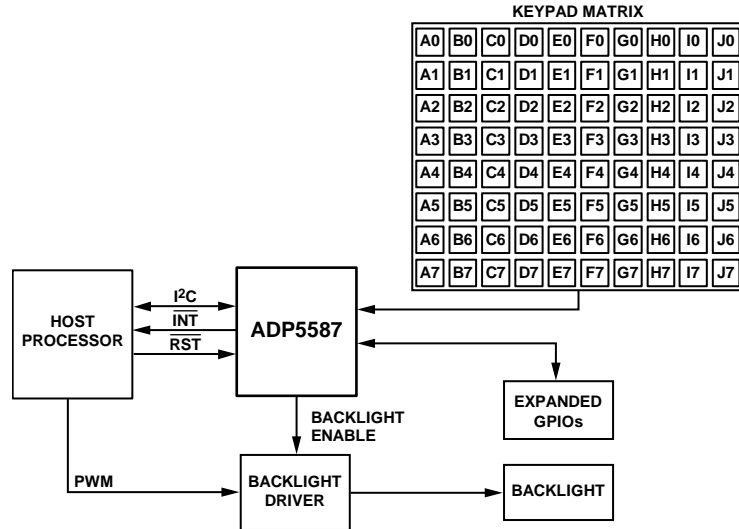 KEYPAD MATRIX
A0 B0 C0 D0 E0 F0 G0 H0 I0 J0
A1 B1 C1 D1 E1 F1 G1 H1 I1 J1
A2 B2 C2 D2 E2 F2 G2 H2 I2 J2
A3 B3 C3 D3 E3 F3 G3 H3 I3 J3
A4 B4 C4 D4 E4 F4 G4 H4 I4 J4
A5 B5 C5 D5 E5 F5 G5 H5 I5 J5
A6 B6 C6 D6 E6 F6 G6 H6 I6 J6
A7 B7 C7 D7 E7 F7 G7 H7 I7 J7
HOST
PROCESSOR
I²C
INT
RST
ADP5587
BACKLIGHT
ENABLE
EXPANDED
GPIOs
PWM
BACKLIGHT
DRIVER
BACKLIGHT